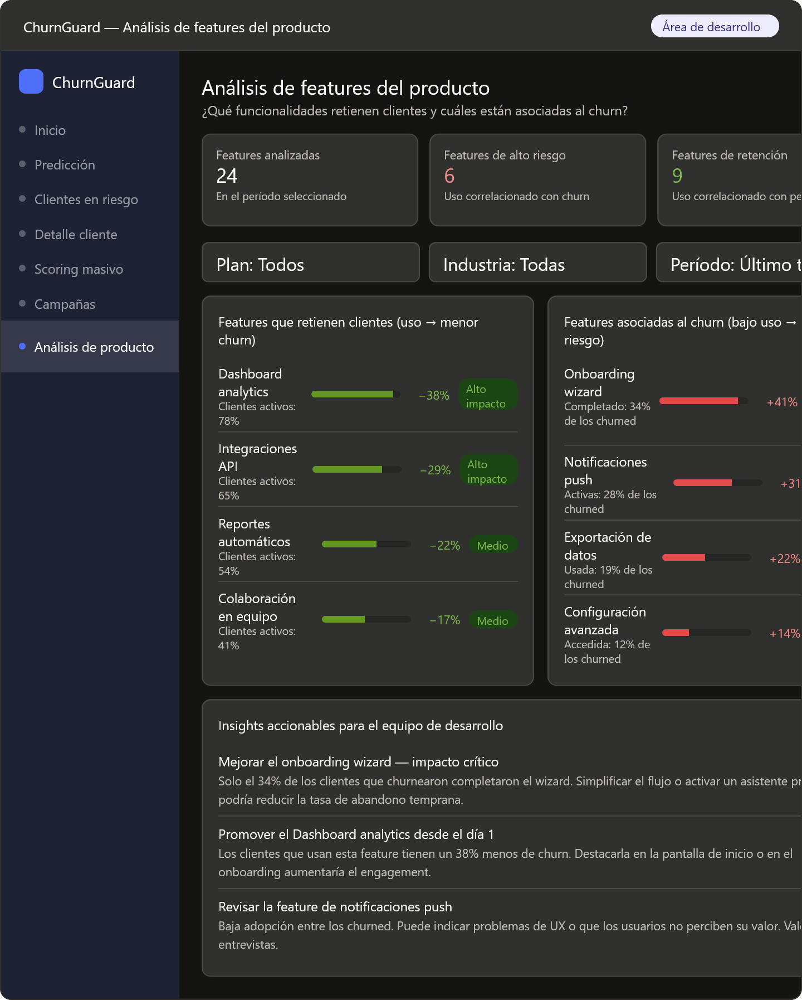 ChurnGuard — Análisis de features del producto
Área de desarrollo
ChurnGuard
Inicio
Predicción
Clientes en riesgo
Detalle cliente
Scoring masivo
Campañas
Análisis de producto
Análisis de features del producto
¿Qué funcionalidades retienen clientes y cuáles están asociadas al churn?
Features analizadas
24
En el período seleccionado
Features de alto riesgo
6
Uso correlacionado con churn
Features de retención
9
Uso correlacionado con
Plan: Todos
Industria: Todas
Período: Último
Features que retienen clientes (uso → menor
churn)
Dashboard
analytics
Clientes activos:
78%
−38%
Alto
impacto
Integraciones
API
Clientes activos:
65%
−29%
Alto
impacto
Reportes
automáticos
Clientes activos:
54%
−22%
Medio
Colaboración
en equipo
Clientes activos:
41%
−17%
Medio
Features asociadas al churn (bajo uso →
riesgo)
Onboarding
wizard
Completado: 34%
de los churned
+41%
Notificaciones
push
Activas: 28% de los
churned
+31
Exportación de
datos
Usada: 19% de los
churned
+22%
Configuración
avanzada
Accedida: 12% de
los churned
+14%
Insights accionables para el equipo de desarrollo
Mejorar el onboarding wizard — impacto crítico
Solo el 34% de los clientes que churnearon completaron el wizard. Simplificar el flujo o activar un asistente
podría reducir la tasa de abandono temprana.
Promover el Dashboard analytics desde el día 1
Los clientes que usan esta feature tienen un 38% menos de churn. Destacarla en la pantalla de inicio o en el
onboarding aumentaría el engagement.
Revisar la feature de notificaciones push
Baja adopción entre los churned. Puede indicar problemas de UX o que los usuarios no perciben su valor.
entrevistas.